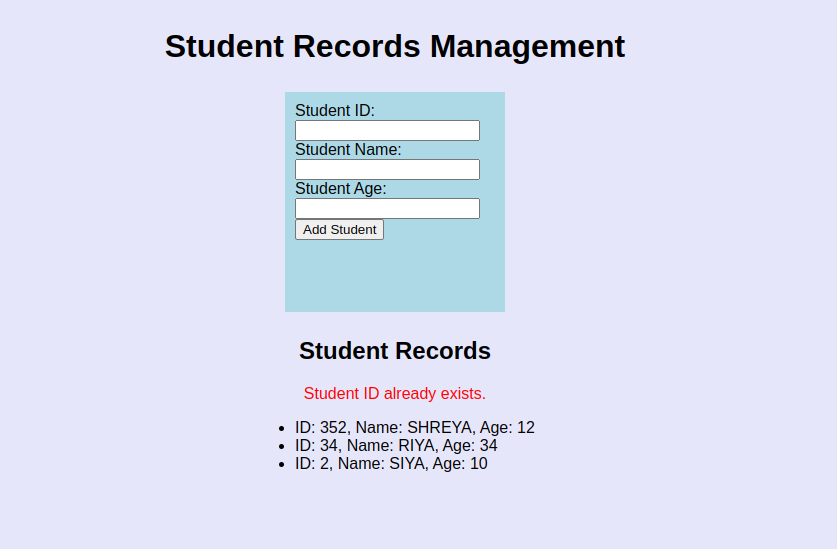 Student Records Management
Student ID:
Student Name:
Student Age:
Add Student
Student Records
Student ID already exists.
ID: 352, Name: SHREYA, Age: 12
ID: 34, Name: RIYA, Age: 34
ID: 2, Name: SIYA, Age: 10